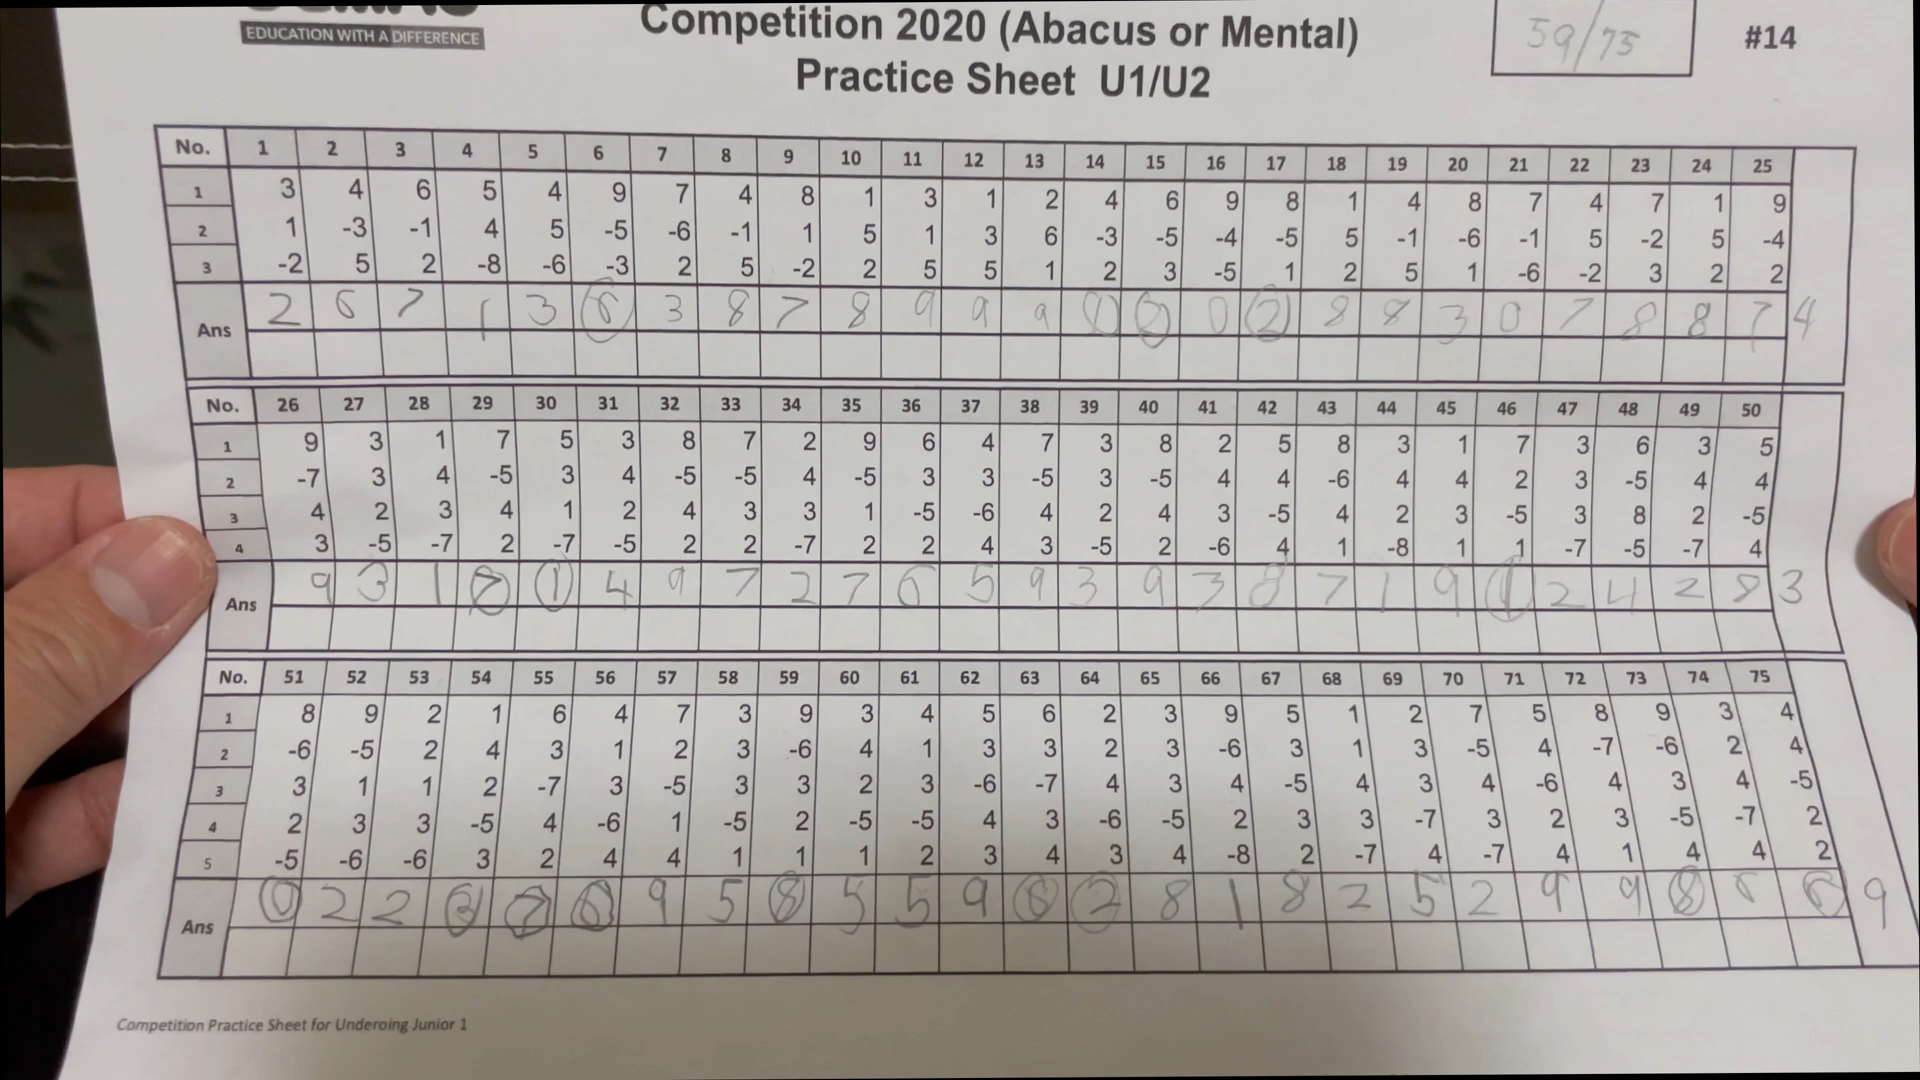 EDUCATION WITH A DIFFERENCE
Competition 2020 (Abacus or Mental)
Practice Sheet U1/U2
59/75
#14
No. 1 2 3 4 5 6 7 8 9 10 11 12 13 14 15 16 17 18 19 20 21 22 23 24 25
1 3 4 6 5 4 9 7 4 8 1 3 1 2 4 6 9 8 1 4 8 7 4 7 1 9
2 1 -3 -1 4 5 -5 -6 -1 1 5 1 3 6 -3 -5 -4 -5 5 -1 -6 -1 5 -2 5 -4
3 -2 5 2 -8 -6 -3 2 5 -2 2 5 5 1 2 3 -5 1 2 5 1 -6 -2 3 2 2
Ans 2 6 7 1 3 6 3 8 7 8 9 9 9 0 2 8 8 3 0 7 8 8 7 4
No. 26 27 28 29 30 31 32 33 34 35 36 37 38 39 40 41 42 43 44 45 46 47 48 49 50
1 9 3 1 7 5 3 8 7 2 9 6 4 7 3 8 2 5 8 3 1 7 3 6 3 5
2 -7 3 4 -5 3 4 -5 -5 4 -5 3 3 -5 3 -5 4 4 -6 4 4 2 3 -5 4 4
3 4 2 3 4 1 2 4 3 3 1 -5 -6 4 2 4 3 -5 4 2 3 -5 3 8 2 -5
4 3 -5 -7 2 -7 -5 2 2 -7 2 2 4 3 -5 2 -6 4 1 -8 1 1 -7 -5 -7 4
Ans 9 3 1 7 1 4 9 7 2 7 6 5 9 3 9 3 8 7 1 9 1 2 4 2 8 3
No. 51 52 53 54 55 56 57 58 59 60 61 62 63 64 65 66 67 68 69 70 71 72 73 74 75
1 8 9 2 1 6 4 7 3 9 3 4 5 6 2 3 9 5 1 2 7 5 8 9 3 4
2 -6 -5 2 4 3 1 2 3 -6 4 1 3 3 2 3 -6 3 1 3 -5 4 -7 -6 2 4
3 3 1 1 2 -7 3 -5 3 3 2 3 -6 -7 4 3 4 -5 4 3 4 -6 4 3 4 -5
4 2 3 3 -5 4 -6 1 -5 2 -5 -5 4 3 -6 -5 2 3 3 -7 3 2 3 -5 -7 2
5 -5 -6 -6 3 2 4 4 1 1 1 2 3 4 3 4 -8 2 -7 4 -7 4 1 4 4 2
Ans 0 2 2 7 6 9 5 8 5 5 9 6 2 8 1 8 2 5 2 9 9 8 6 6 9
Competition Practice Sheet for Underoing Junior 1